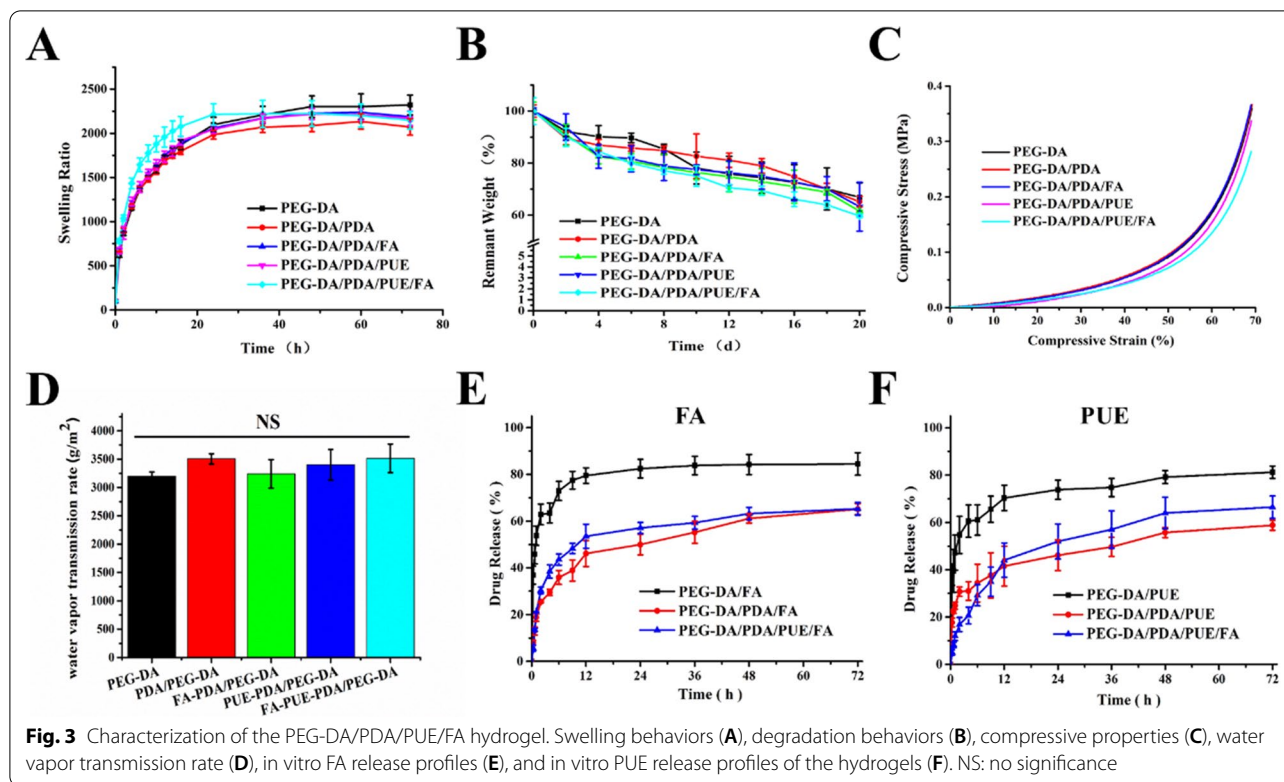 A
Swelling Ratio
2500
2250
2000
1750
1500
1250
1000
750
500
250
0
PEG-DA
PEG-DA/PDA
PEG-DA/PDA/FA
PEG-DA/PDA/PUE
PEG-DA/PDA/PUE/FA
0 20 40 60 80
Time （h）
B
Remnant Weight （%）
100
80
60
5
4
3
2
1
0
PEG-DA
PEG-DA/PDA
PEG-DA/PDA/FA
PEG-DA/PDA/PUE
PEG-DA/PDA/PUE/FA
0 4 8 12 16 20
Time （d）
C
Compressive Stress (MPa)
0.4
0.3
0.2
0.1
0.0
PEG-DA
PEG-DA/PDA
PEG-DA/PDA/FA
PEG-DA/PDA/PUE
PEG-DA/PDA/PUE/FA
0 10 20 30 40 50 60 70
Compressive Strain (%)
D
water vapor transmission rate (g/m²)
4000
3500
3000
2500
2000
1500
1000
500
0
NS
PEG-DA
PDA/PEG-DA
FA-PDA/PEG-DA
PUE-PDA/PEG-DA
FA-PUE-PDA/PEG-DA
E
FA
Drug Release ( % )
100
80
60
40
20
0
PEG-DA/FA
PEG-DA/PDA/FA
PEG-DA/PDA/PUE/FA
0 12 24 36 48 60 72
Time ( h )
F
PUE
Drug Release ( % )
100
80
60
40
20
0
PEG-DA/PUE
PEG-DA/PDA/PUE
PEG-DA/PDA/PUE/FA
0 12 24 36 48 60 72
Time ( h )
Fig. 3 Characterization of the PEG-DA/PDA/PUE/FA hydrogel. Swelling behaviors (A), degradation behaviors (B), compressive properties (C), water
vapor transmission rate (D), in vitro FA release profiles (E), and in vitro PUE release profiles of the hydrogels (F). NS: no significance